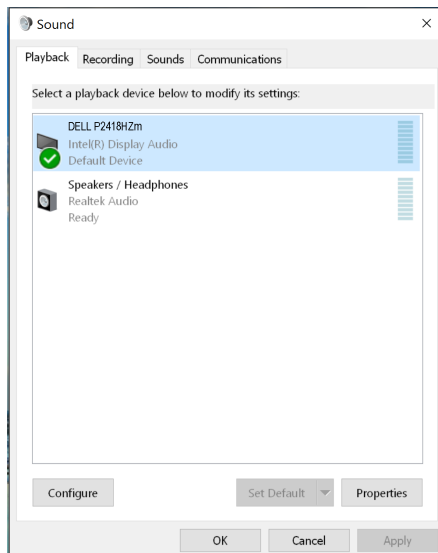 Sound
Playback Recording Sounds Communications
Select a playback device below to modify its settings:
DELL P2418HZm
Intel(R) Display Audio
Default Device
Speakers / Headphones
Realtek Audio
Ready
Configure Set Default Properties
OK Cancel Apply